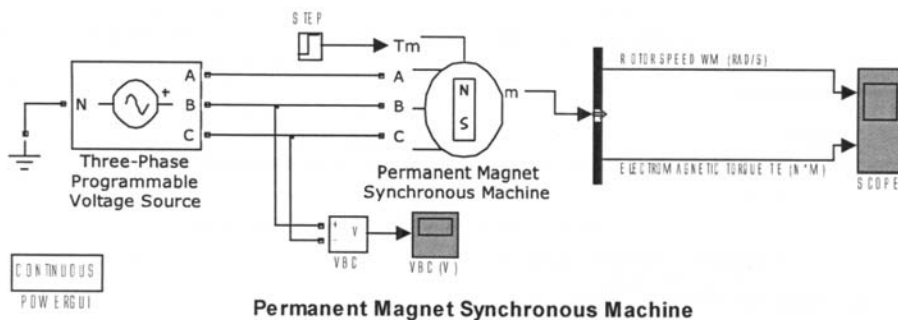 STEP
Tm
A
B
C
N
+
A
B
C
N
S
m
ROTOR SPEED WM (RAD/S)
ELECTROMAGNETIC TORQUE TE (N*M)
SCOPE
Three-Phase
Programmable
Voltage Source
Permanent Magnet
Synchronous Machine
+
-
V
VBC
VBC (V)
CONTINUOUS
POWERGUI
Permanent Magnet Synchronous Machine